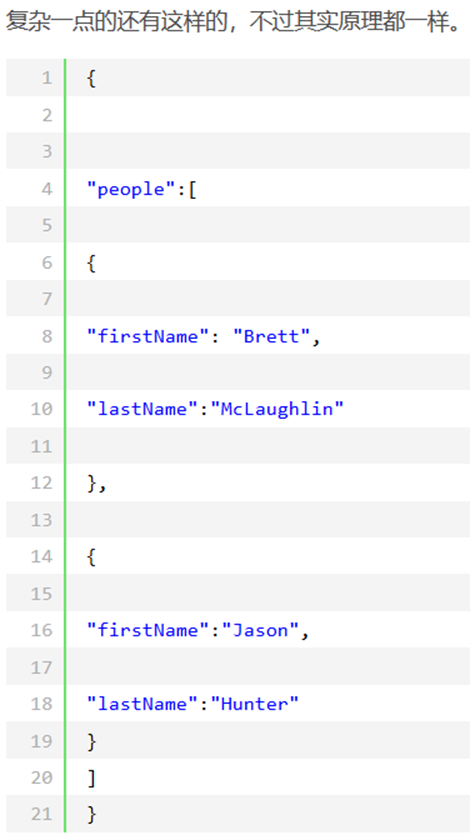 复杂一点的还有这样的，不过其实原理都一样。
1 {
2
3
4 "people":[
5
6 {
7
8 "firstName": "Brett",
9
10 "lastName":"McLaughlin"
11
12 },
13
14 {
15
16 "firstName":"Jason",
17
18 "lastName":"Hunter"
19 }
20 ]
21 }